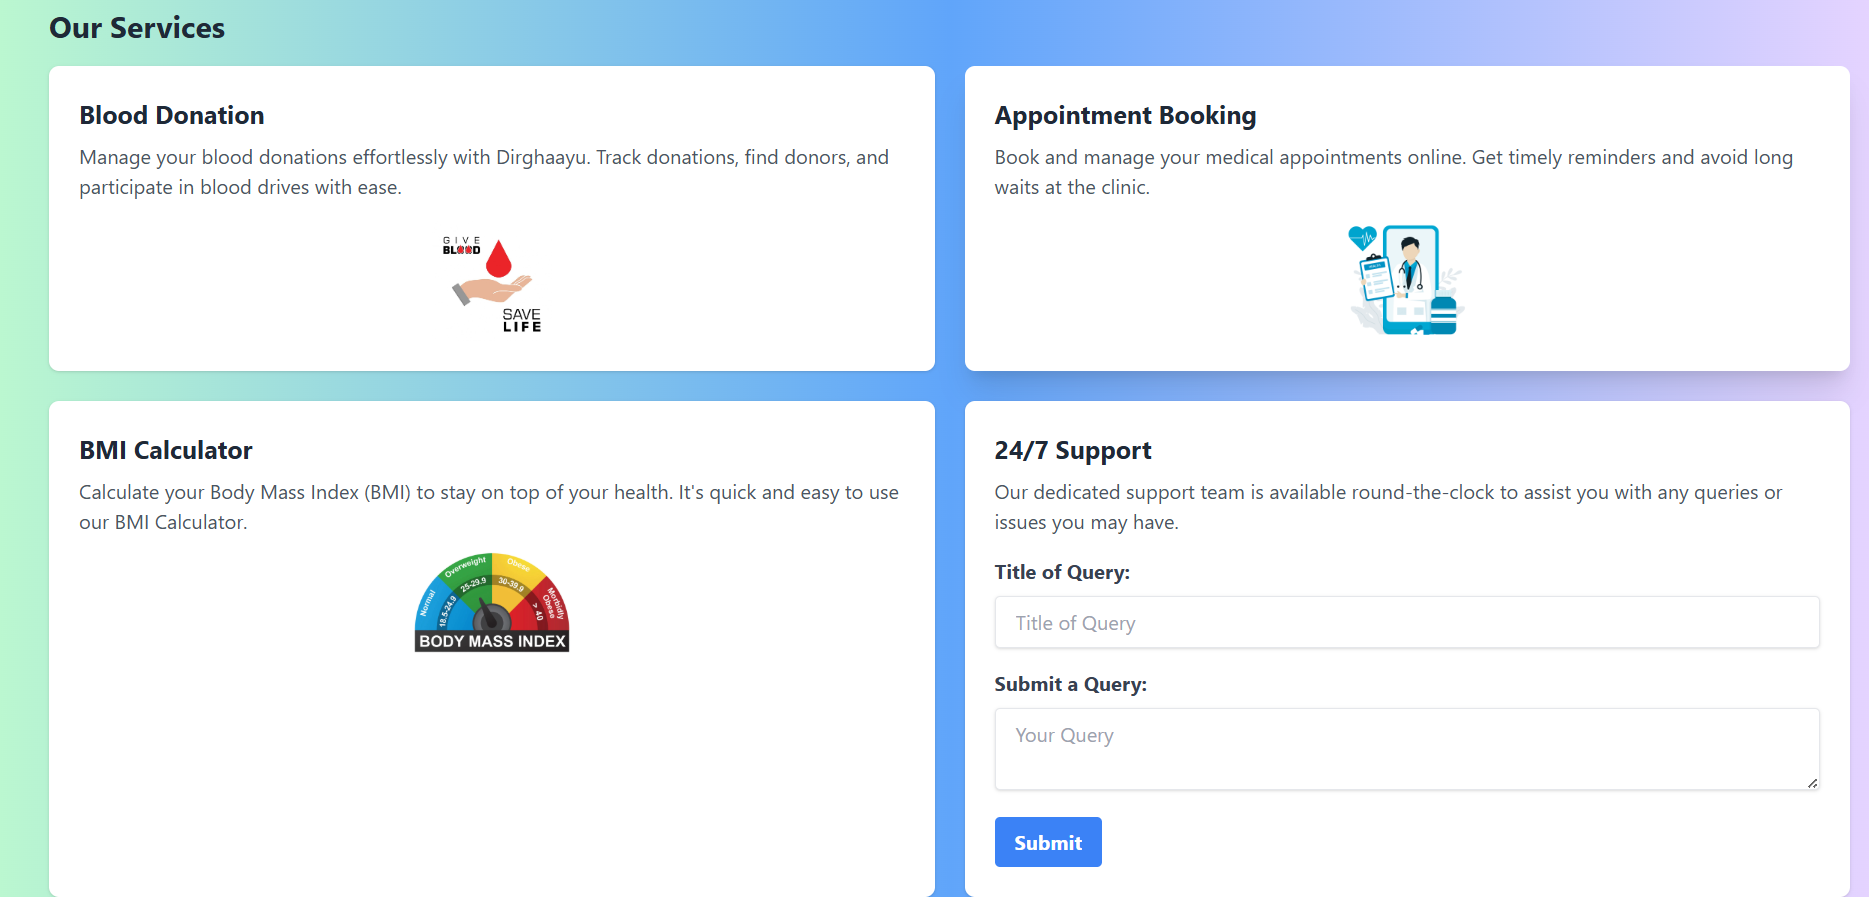 Our Services
Blood Donation
Manage your blood donations effortlessly with Dirghaayu. Track donations, find donors, and
participate in blood drives with ease.
GIVE
BLOOD
SAVE
LIFE
Appointment Booking
Book and manage your medical appointments online. Get timely reminders and avoid long
waits at the clinic.
BMI Calculator
Calculate your Body Mass Index (BMI) to stay on top of your health. It's quick and easy to use
our BMI Calculator.
Normal
18.5-24.9
Overweight
25-29.9
Obese
30-39.9
Morbidly
Obese
> 40
BODY MASS INDEX
24/7 Support
Our dedicated support team is available round-the-clock to assist you with any queries or
issues you may have.
Title of Query:
Title of Query
Submit a Query:
Your Query
Submit